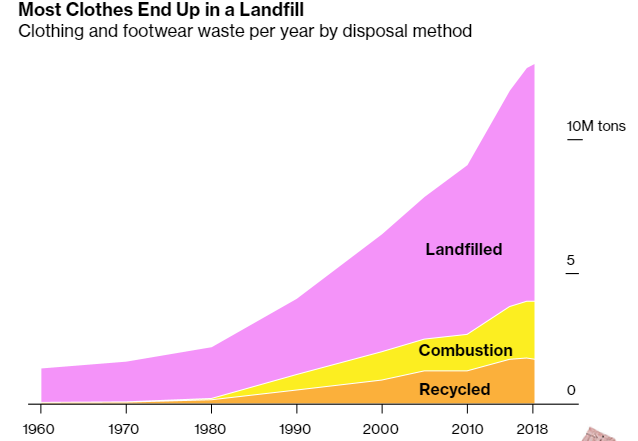 Most Clothes End Up in a Landfill
Clothing and footwear waste per year by disposal method
10M tons
Landfilled
5
Combustion
Recycled
0
1960 1970 1980 1990 2000 2010 2018